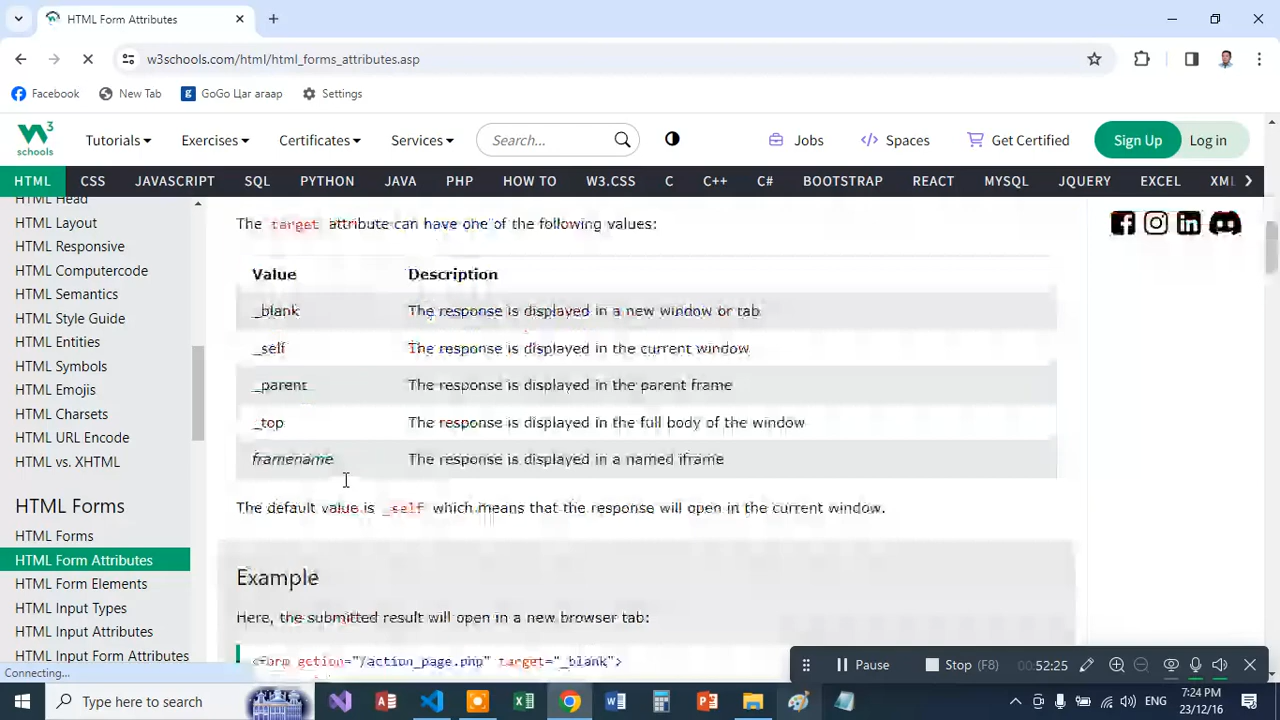 HTML Form Attributes
w3schools.com/html/html_forms_attributes.asp
Facebook
New Tab
GoGo Цаг агаар
Settings
W3 schools
Tutorials
Exercises
Certificates
Services
Search...
Jobs
Spaces
Get Certified
Sign Up
Log in
HTML CSS JAVASCRIPT SQL PYTHON JAVA PHP HOW TO W3.CSS C C++ C# BOOTSTRAP REACT MYSQL JQUERY EXCEL
HTML Head
HTML Layout
HTML Responsive
HTML Computercode
HTML Semantics
HTML Style Guide
HTML Entities
HTML Symbols
HTML Emojis
HTML Charsets
HTML URL Encode
HTML vs. XHTML
HTML Forms
HTML Forms
HTML Form Attributes
HTML Form Elements
HTML Input Types
HTML Input Attributes
HTML Input Form Attributes
The target attribute can have one of the following values:
Value Description
_blank The response is displayed in a new window or tab
_self The response is displayed in the current window
_parent The response is displayed in the parent frame
_top The response is displayed in the full body of the window
framename The response is displayed in a named iframe
The default value is _self which means that the response will open in the current window.
Example
Here, the submitted result will open in a new browser tab:
<form action="/action_page.php" target="_blank">
Connecting...
Pause
Stop (F8)
00:52:25
Type here to search
ENG
7:24 PM
23/12/16